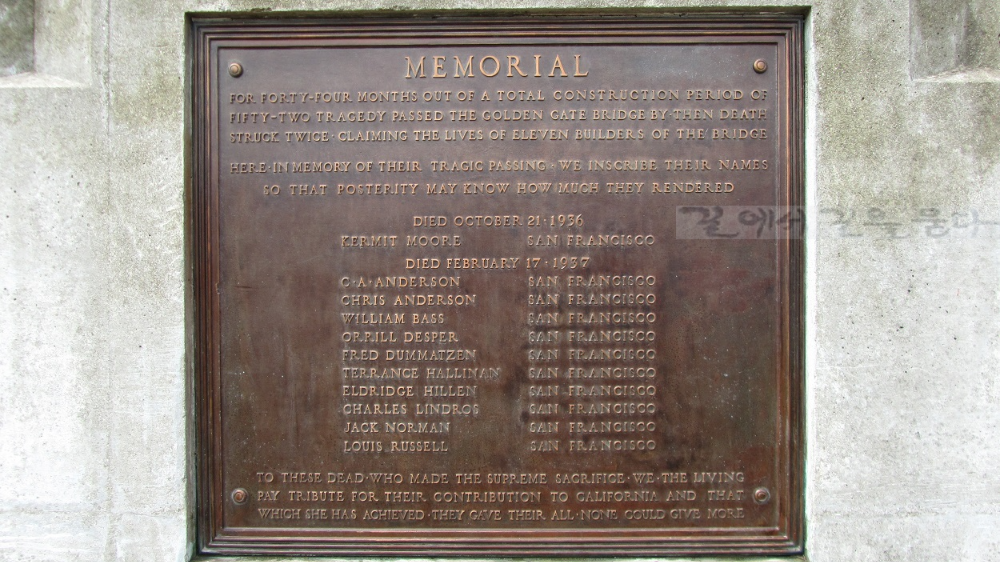 MEMORIAL
FOR FORTY-FOUR MONTHS OUT OF A TOTAL CONSTRUCTION PERIOD OF
FIFTY-TWO TRAGEDY PASSED THE GOLDEN GATE BRIDGE BY·THEN DEATH
STRUCK TWICE·CLAIMING THE LIVES OF ELEVEN BUILDERS OF THE BRIDGE
HERE·IN MEMORY OF THEIR TRAGIC PASSING·WE INSCRIBE THEIR NAMES
SO THAT POSTERITY MAY KNOW HOW MUCH THEY RENDERED
DIED OCTOBER 21·1936
KERMIT MOORE SAN FRANCISCO
DIED FEBRUARY 17·1937
C·A·ANDERSON SAN FRANCISCO
CHRIS ANDERSON SAN FRANCISCO
WILLIAM BASS SAN FRANCISCO
ORRILL DESPER SAN FRANCISCO
FRED DUMMATZEN SAN FRANCISCO
TERRANCE HALLINAN SAN FRANCISCO
ELDRIDGE HILLEN SAN FRANCISCO
CHARLES LINDROS SAN FRANCISCO
JACK NORMAN SAN FRANCISCO
LOUIS RUSSELL SAN FRANCISCO
TO THESE DEAD·WHO MADE THE SUPREME SACRIFICE·WE·THE LIVING
PAY TRIBUTE FOR THEIR CONTRIBUTION TO CALIFORNIA AND THAT
WHICH SHE HAS ACHIEVED·THEY GAVE THEIR ALL·NONE COULD GIVE MORE
길에서 길을 묻다